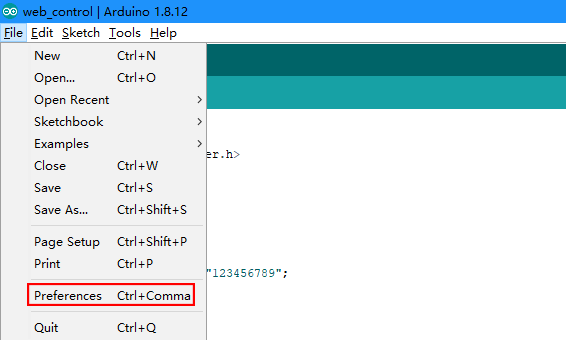 web_control | Arduino 1.8.12
File Edit Sketch Tools Help
New Ctrl+N
Open... Ctrl+O
Open Recent
Sketchbook
Examples
er.h>
Close Ctrl+W
Save Ctrl+S
Save As... Ctrl+Shift+S
Page Setup Ctrl+Shift+P
Print Ctrl+P
"123456789";
Preferences Ctrl+Comma
Quit Ctrl+Q